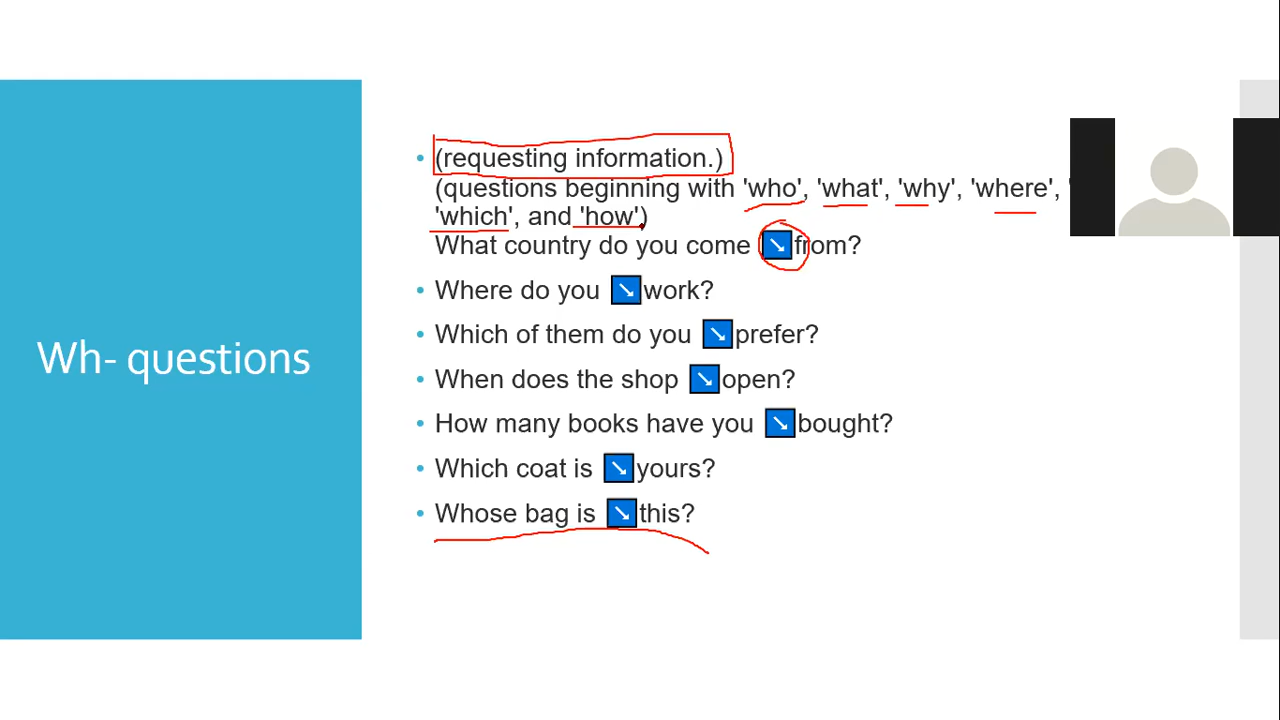 Wh- questions
(requesting information.)
(questions beginning with 'who', 'what', 'why', 'where',
'which', and 'how')
What country do you come ↘from?
Where do you ↘work?
Which of them do you ↘prefer?
When does the shop ↘open?
How many books have you ↘bought?
Which coat is ↘yours?
Whose bag is ↘this?